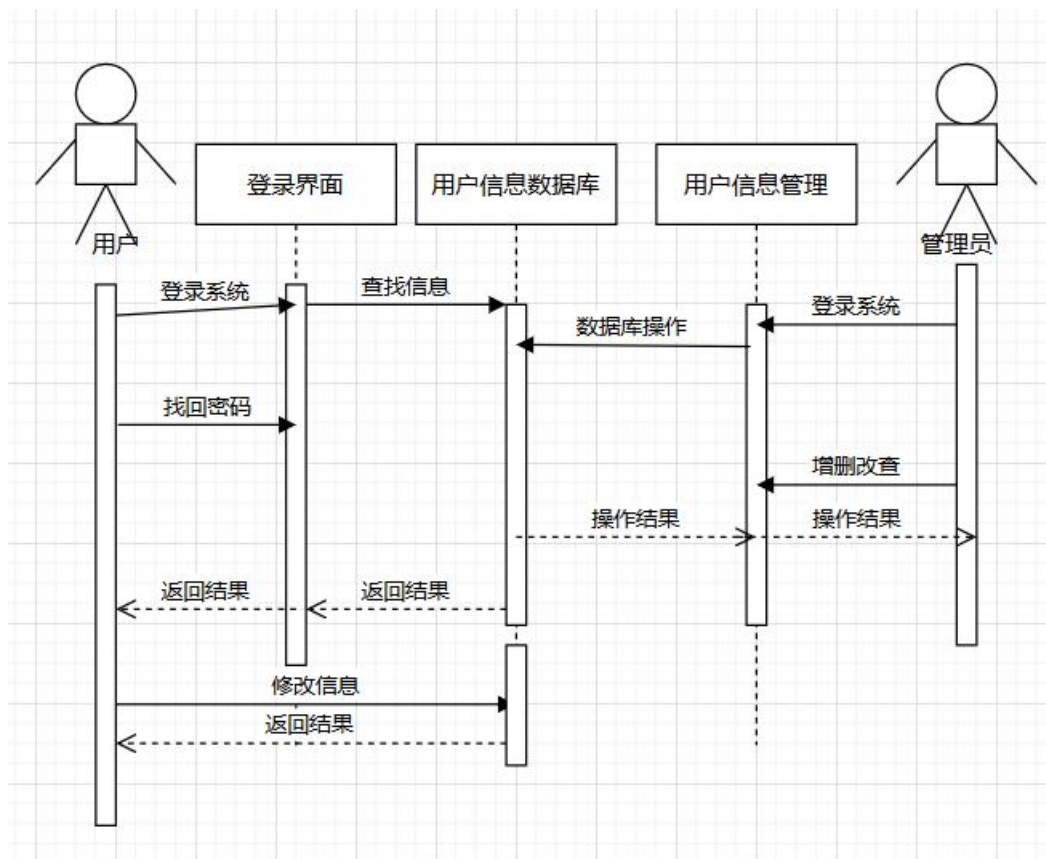 登录界面
用户信息数据库
用户信息管理
用户
管理员
登录系统
查找信息
登录系统
数据库操作
找回密码
增删改查
操作结果
操作结果
返回结果
返回结果
修改信息
返回结果